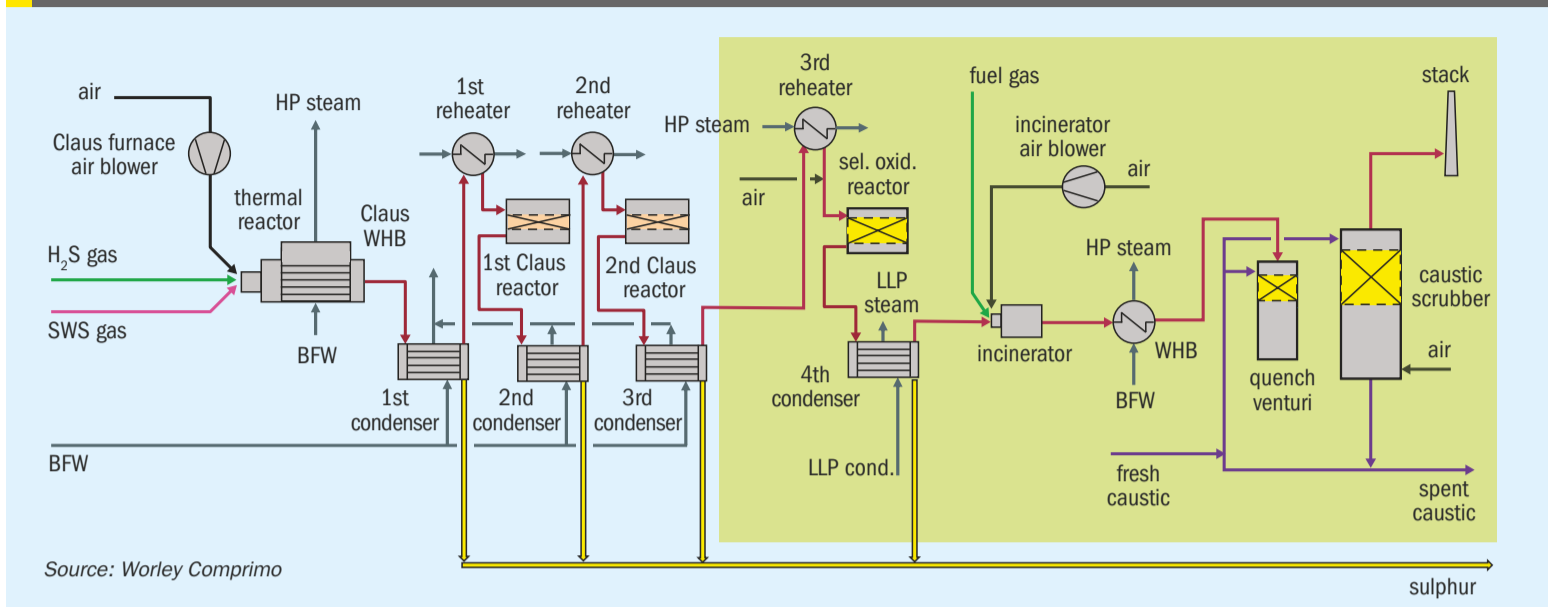 air
Claus furnace
air blower
HP steam
thermal
reactor
Claus
WHB
H₂S gas
SWS gas
BFW
1st
reheater
2nd
reheater
1st Claus
reactor
2nd Claus
reactor
1st
condenser
2nd
condenser
3rd
condenser
BFW
3rd
reheater
HP steam
air
sel. oxid.
reactor
LLP
steam
4th
condenser
LLP cond.
fuel gas
incinerator
air blower
air
incinerator
HP steam
WHB
BFW
quench
venturi
stack
caustic
scrubber
air
fresh
caustic
spent
caustic
sulphur
Source: Worley Comprimo